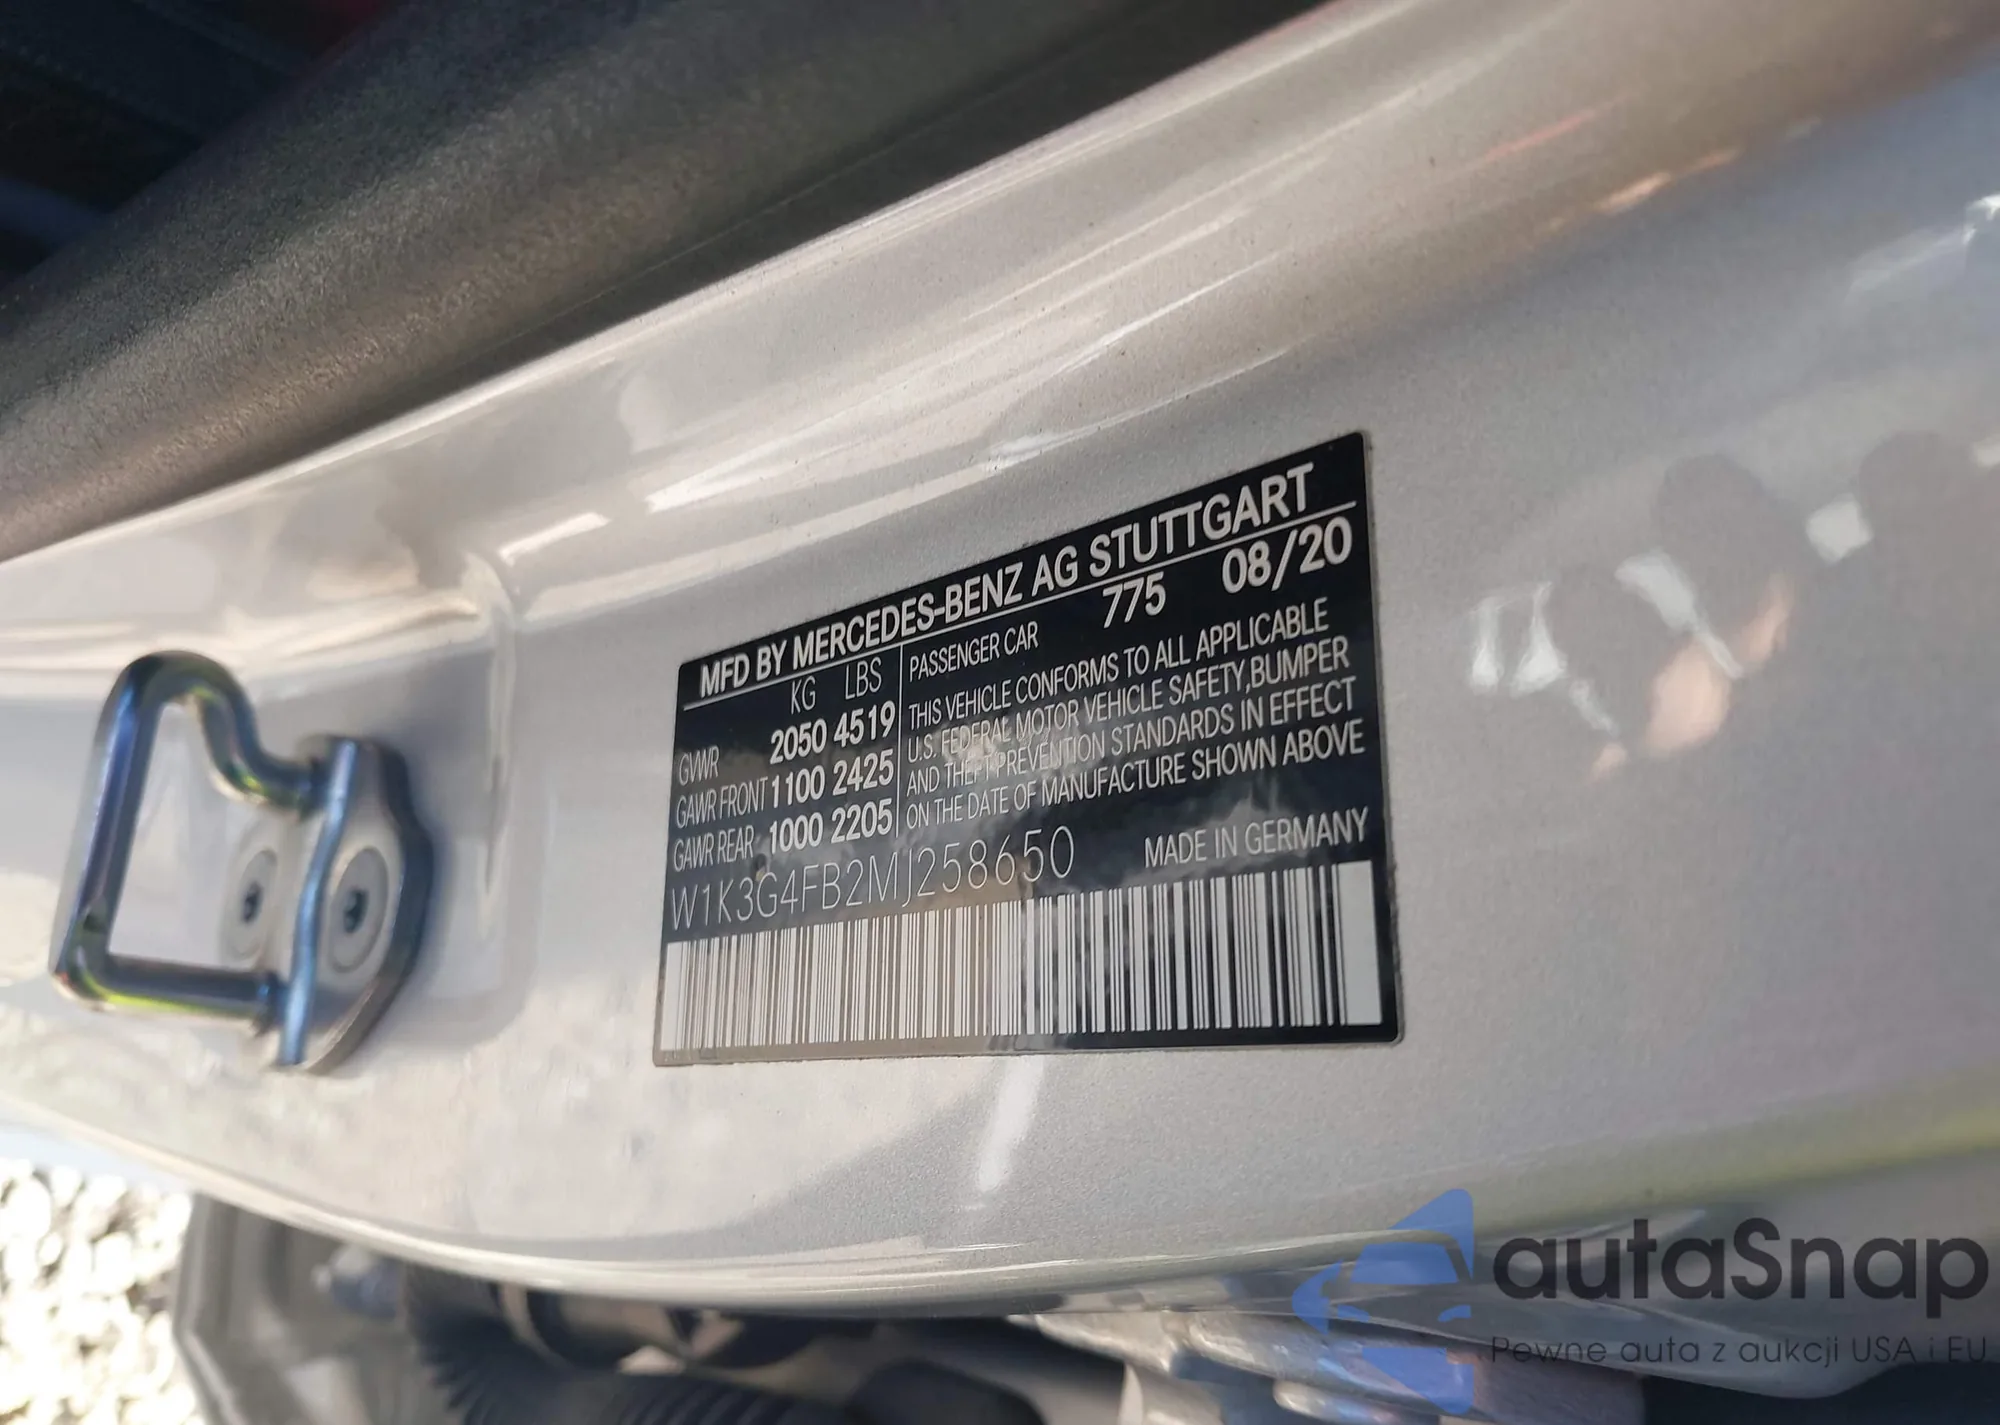 MFD BY MERCEDES-BENZ AG STUTTGART
KG LBS
PASSENGER CAR 775 08/20
GVWR 2050 4519
GAWR FRONT 1100 2425
GAWR REAR 1000 2205
THIS VEHICLE CONFORMS TO ALL APPLICABLE
U.S. FEDERAL MOTOR VEHICLE SAFETY,BUMPER
AND THEFT PREVENTION STANDARDS IN EFFECT
ON THE DATE OF MANUFACTURE SHOWN ABOVE
W1K3G4FB2MJ258650
MADE IN GERMANY
autaSnap
Pewne auta z aukcji USA i EU